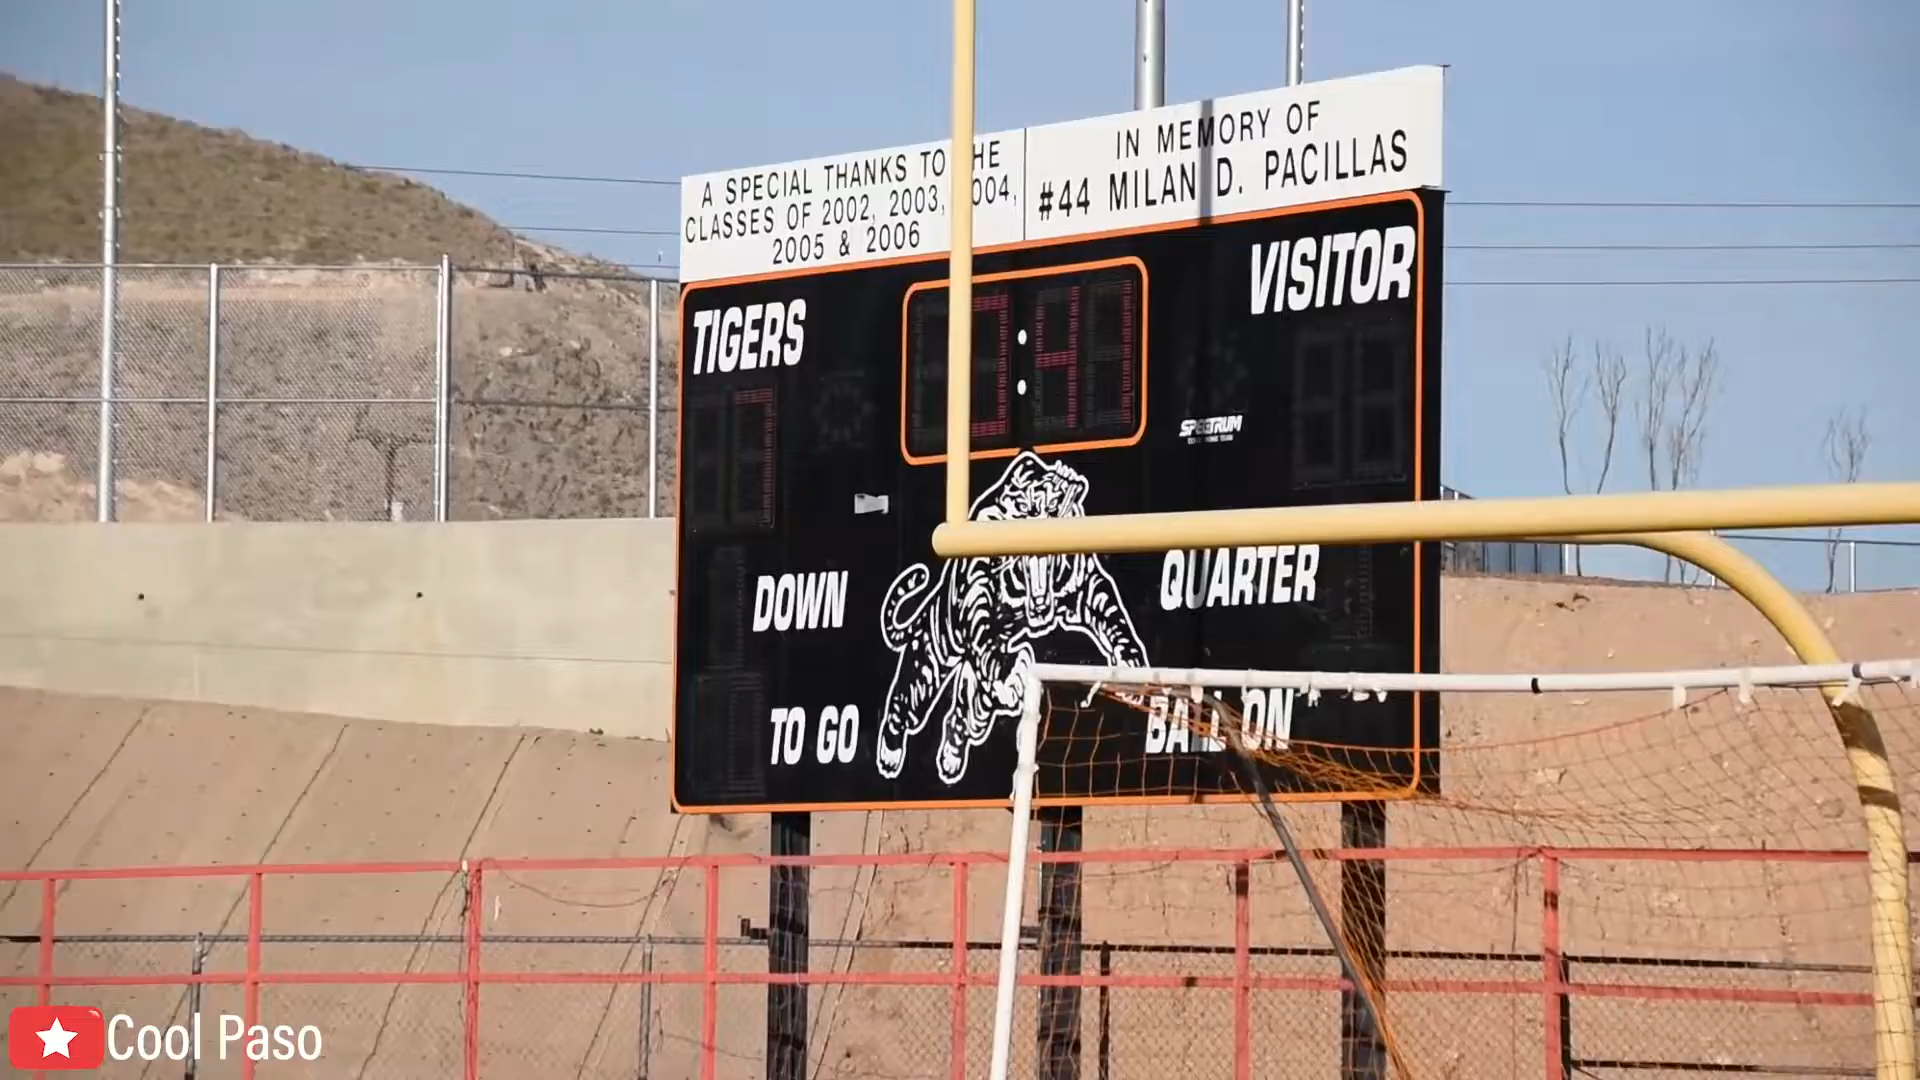 A SPECIAL THANKS TO THE
CLASSES OF 2002, 2003, 2004,
2005 & 2006
IN MEMORY OF
#44 MILAN D. PACILLAS
TIGERS
VISITOR
SPECTRUM
DOWN
QUARTER
TO GO
BALL ON
Cool Paso